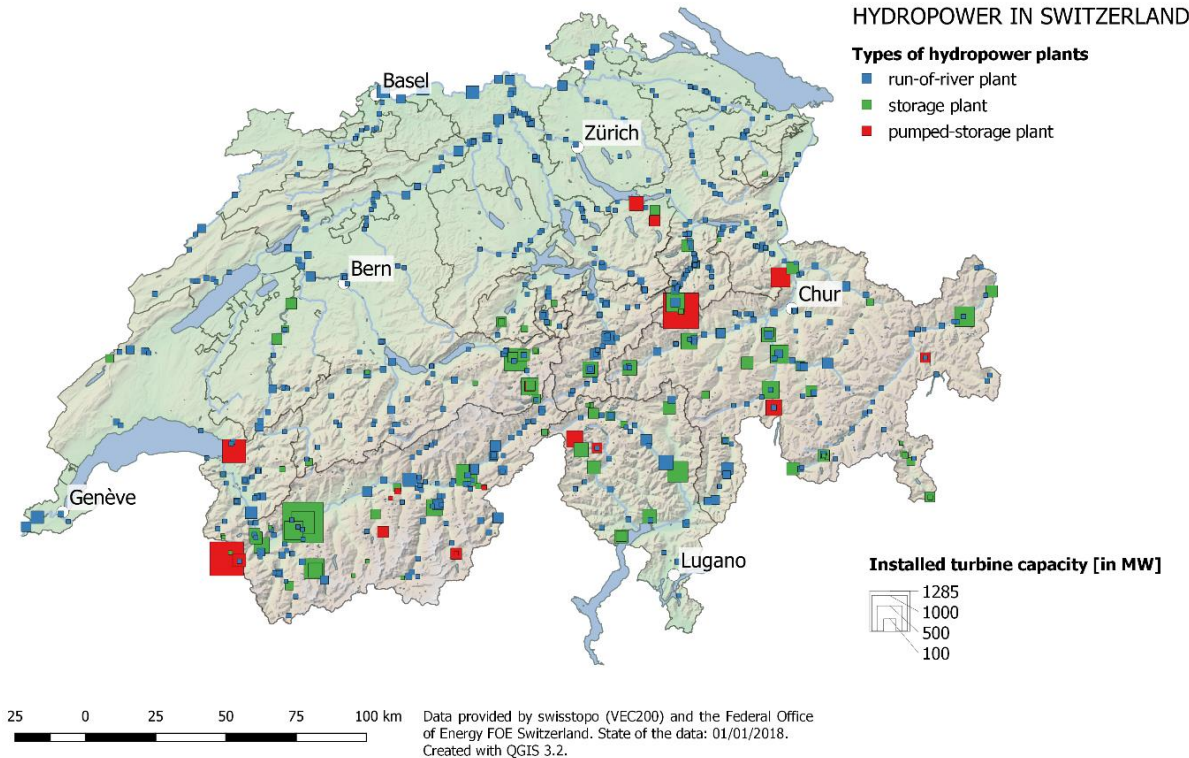 HYDROPOWER IN SWITZERLAND
Types of hydropower plants
run-of-river plant
storage plant
pumped-storage plant
Basel
Zürich
Bern
Chur
Genève
Lugano
Installed turbine capacity [in MW]
1285
1000
500
100
25 0 25 50 75 100 km
Data provided by swisstopo (VEC200) and the Federal Office
of Energy FOE Switzerland. State of the data: 01/01/2018.
Created with QGIS 3.2.